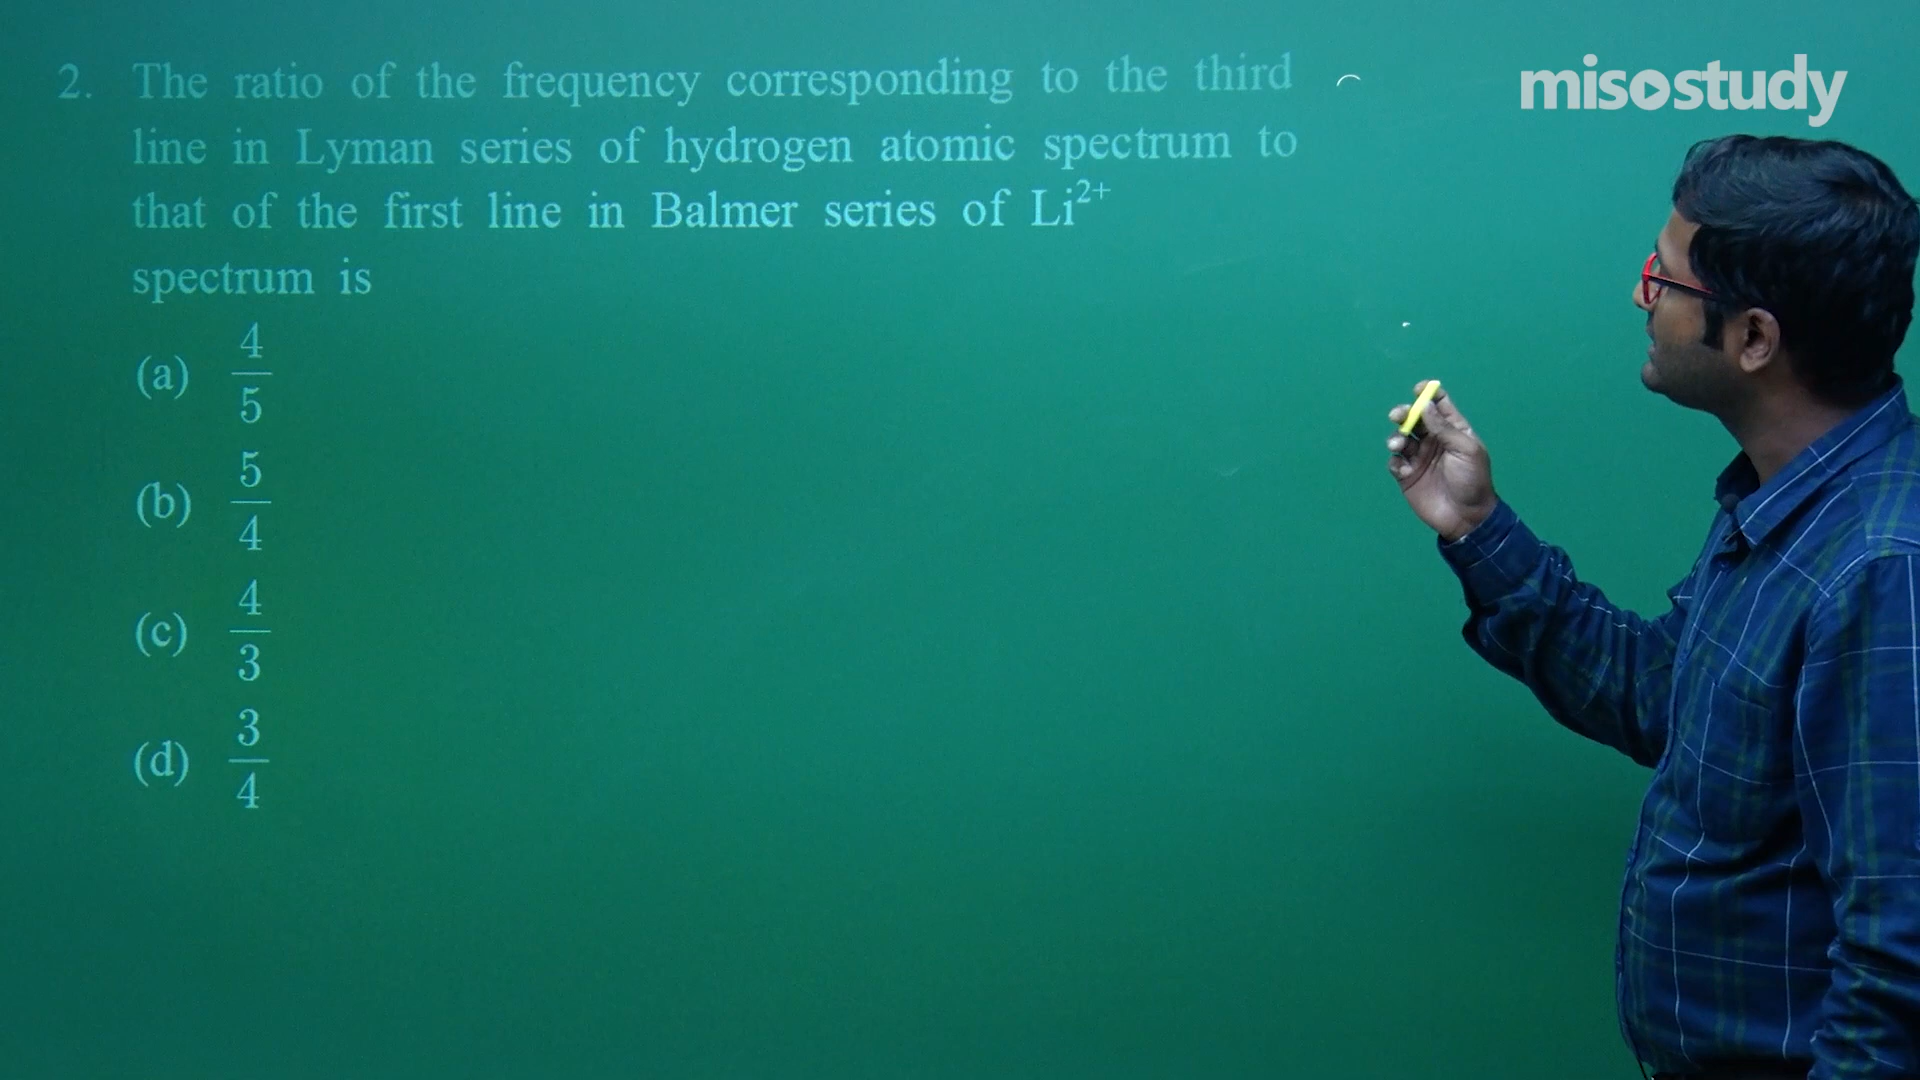 misostudy
2. The ratio of the frequency corresponding to the third
line in Lyman series of hydrogen atomic spectrum to
that of the first line in Balmer series of Li²⁺
spectrum is
(a) 4/5
(b) 5/4
(c) 4/3
(d) 3/4